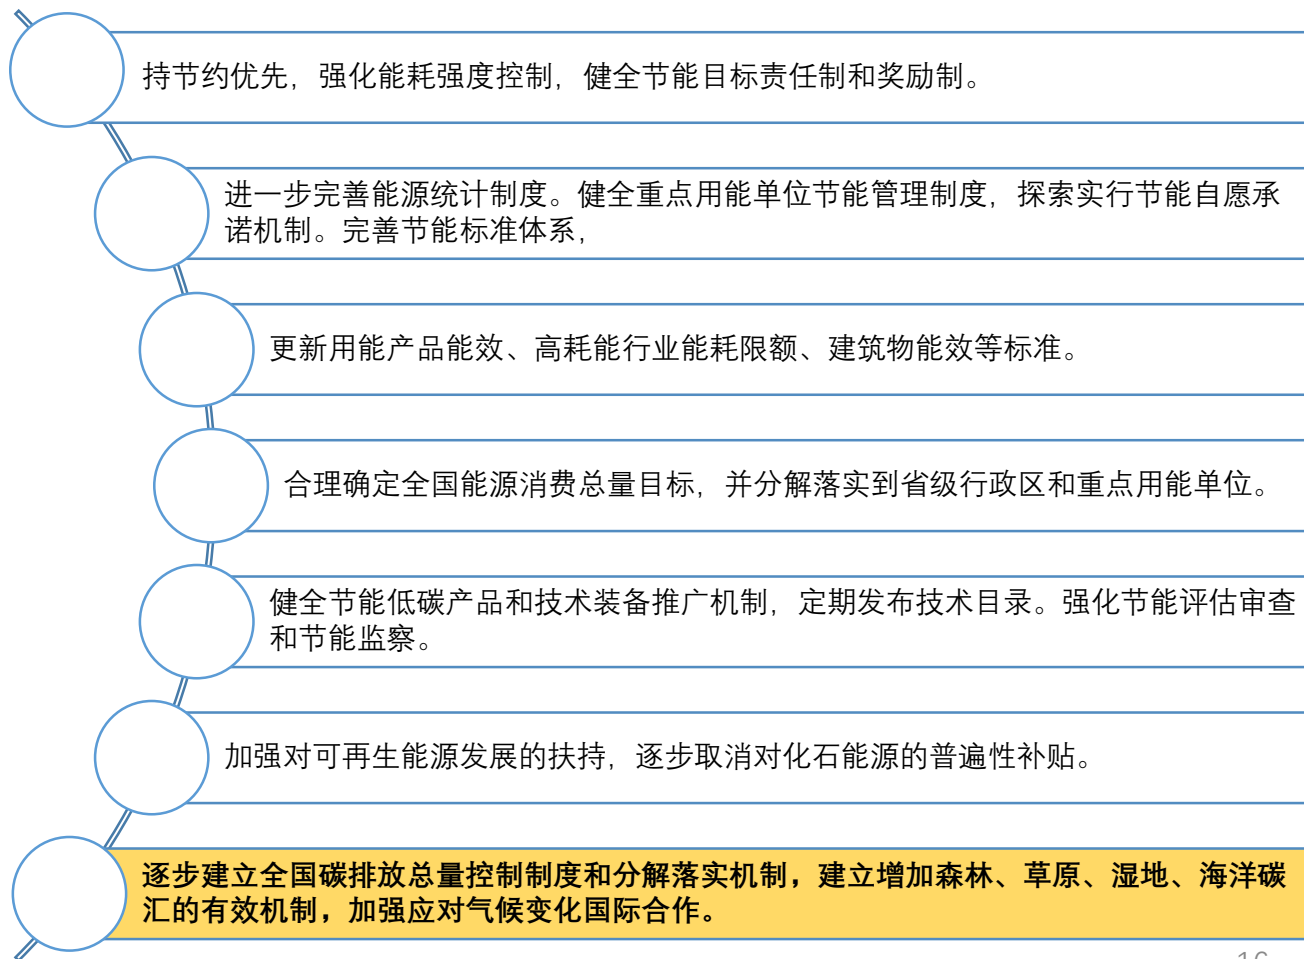 持节约优先，强化能耗强度控制，健全节能目标责任制和奖励制。
进一步完善能源统计制度。健全重点用能单位节能管理制度，探索实行节能自愿承
诺机制。完善节能标准体系，
更新用能产品能效、高耗能行业能耗限额、建筑物能效等标准。
合理确定全国能源消费总量目标，并分解落实到省级行政区和重点用能单位。
健全节能低碳产品和技术装备推广机制，定期发布技术目录。强化节能评估审查
和节能监察。
加强对可再生能源发展的扶持，逐步取消对化石能源的普遍性补贴。
逐步建立全国碳排放总量控制制度和分解落实机制，建立增加森林、草原、湿地、海洋碳
汇的有效机制，加强应对气候变化国际合作。
16